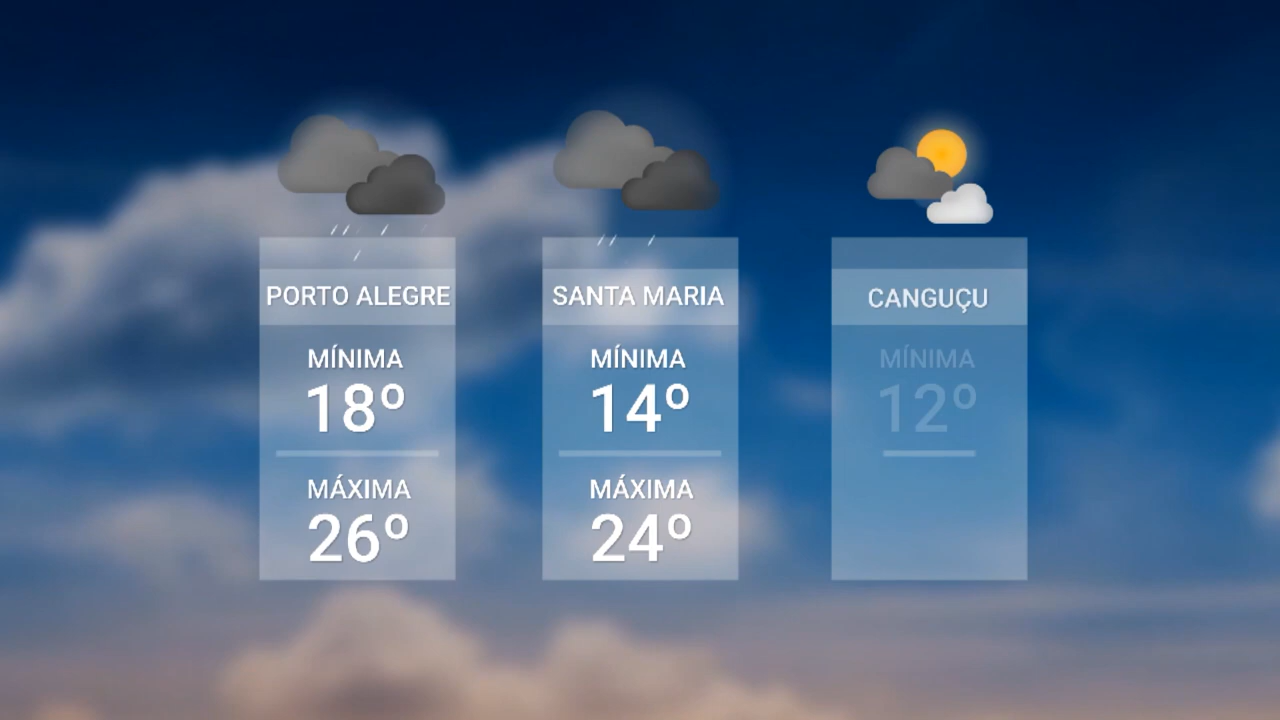 PORTO ALEGRE
MÍNIMA
18º
MÁXIMA
26º
SANTA MARIA
MÍNIMA
14º
MÁXIMA
24º
CANGUÇU
MÍNIMA
12º